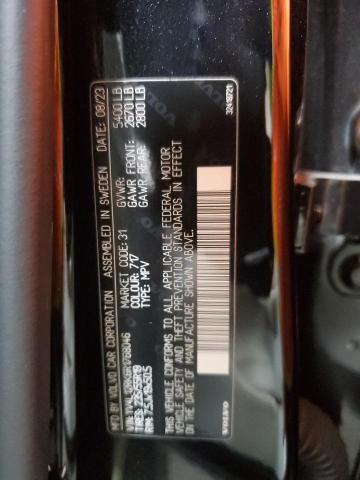 MFD BY VOLVO CAR CORPORATION ASSEMBLED IN SWEDEN DATE: 08/23
MARKET CODE: 31 GVWR: 5400 LB
COLOUR: 717 GAWR FRONT: 2670 LB
TYPE: MPV GAWR REAR: 2800 LB
THIS VEHICLE CONFORMS TO ALL APPLICABLE FEDERAL MOTOR
VEHICLE SAFETY AND THEFT PREVENTION STANDARDS IN EFFECT
ON THE DATE OF MANUFACTURE SHOWN ABOVE.
VOLVO 32418721